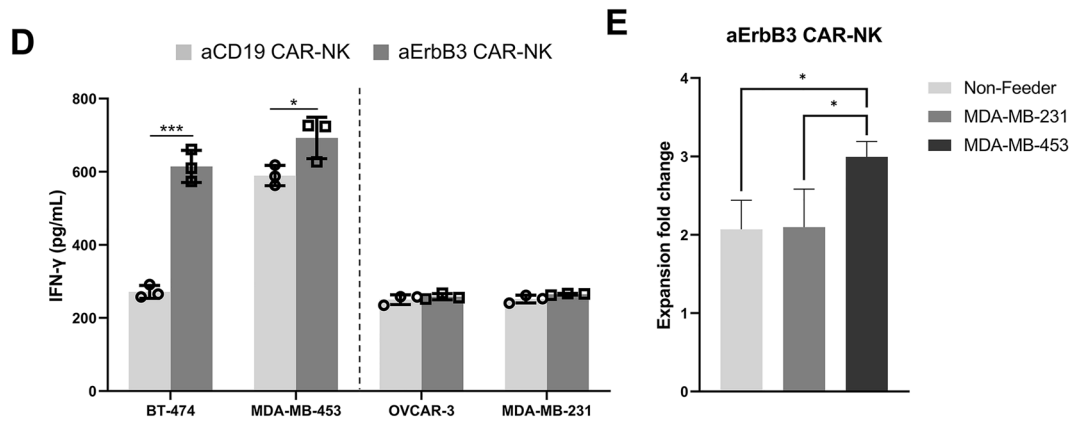 D
aCD19 CAR-NK
aErbB3 CAR-NK
IFN-γ (pg/mL)
800
600
400
200
0
***
*
BT-474
MDA-MB-453
OVCAR-3
MDA-MB-231
E
aErbB3 CAR-NK
Expansion fold change
4
3
2
1
0
*
*
Non-Feeder
MDA-MB-231
MDA-MB-453